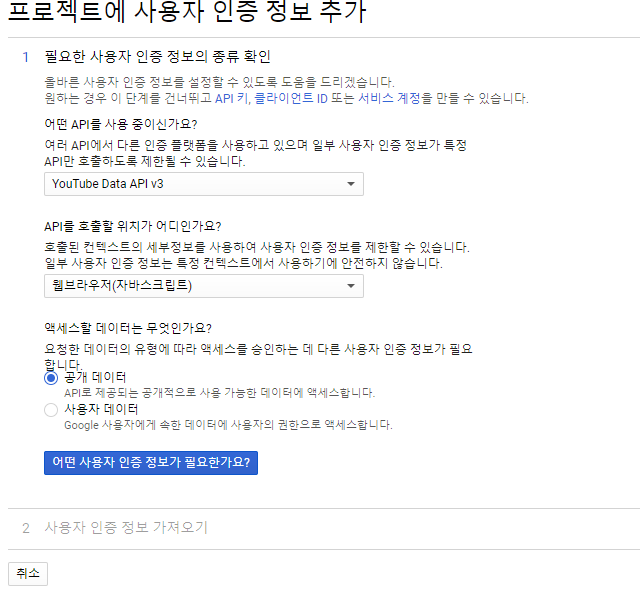 프로젝트에 사용자 인증 정보 추가
1 필요한 사용자 인증 정보의 종류 확인
올바른 사용자 인증 정보를 설정할 수 있도록 도움을 드리겠습니다.
원하는 경우 이 단계를 건너뛰고 API 키, 클라이언트 ID 또는 서비스 계정을 만들 수 있습니다.
어떤 API를 사용 중이신가요?
여러 API에서 다른 인증 플랫폼을 사용하고 있으며 일부 사용자 인증 정보가 특정
API만 호출하도록 제한될 수 있습니다.
YouTube Data API v3
API를 호출할 위치가 어디인가요?
호출된 컨텍스트의 세부정보를 사용하여 사용자 인증 정보를 제한할 수 있습니다.
일부 사용자 인증 정보는 특정 컨텍스트에서 사용하기에 안전하지 않습니다.
웹브라우저(자바스크립트)
액세스할 데이터는 무엇인가요?
요청한 데이터의 유형에 따라 액세스를 승인하는 데 다른 사용자 인증 정보가 필요
합니다.
공개 데이터
API로 제공되는 공개적으로 사용 가능한 데이터에 액세스합니다.
사용자 데이터
Google 사용자에게 속한 데이터에 사용자의 권한으로 액세스합니다.
어떤 사용자 인증 정보가 필요한가요?
2 사용자 인증 정보 가져오기
취소